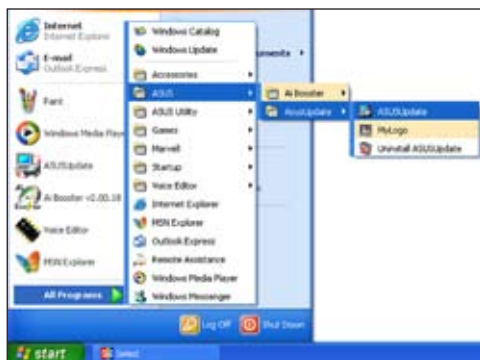 Internet
Internet Explorer
E-mail
Outlook Express
Paint
Windows Media Player
ASUSUpdate
Ai Booster v2.00.18
Voice Editor
MSN Explorer
All Programs
Windows Catalog
Windows Update
Accessories
ASUS
ASUS Utility
Games
Marvell
Startup
Voice Editor
Internet Explorer
MSN Explorer
Outlook Express
Remote Assistance
Windows Media Player
Windows Messenger
Ai Booster
AsusUpdate
ASUSUpdate
MyLogo
Uninstall ASUSUpdate
Log Off
Shut Down
start